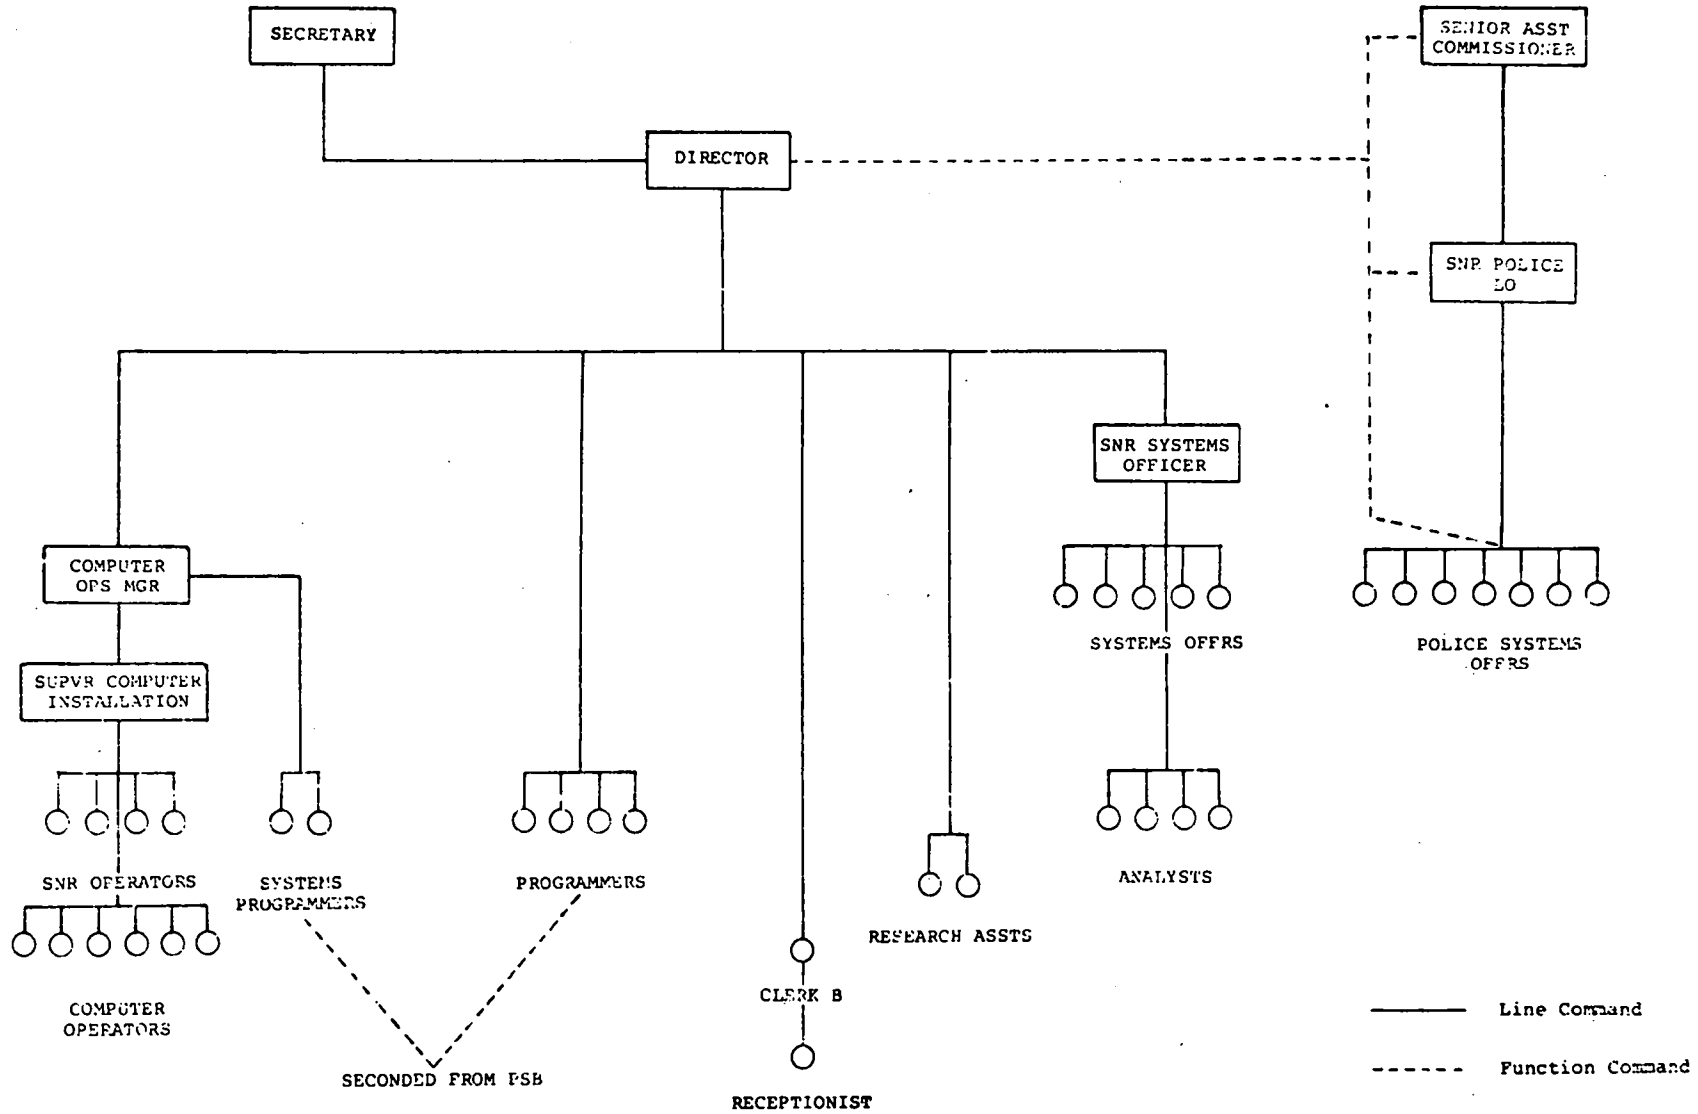 SECRETARY
SENIOR ASST
COMMISSIONER
DIRECTOR
SNR POLICE
LO
SNR SYSTEMS
OFFICER
COMPUTER
OPS MGR
SYSTEMS OFFRS
POLICE SYSTEMS
OFFRS
SUPVR COMPUTER
INSTALLATION
SNR OPERATORS
SYSTEMS
PROGRAMMERS
PROGRAMMERS
ANALYSTS
RESEARCH ASSTS
CLERK B
COMPUTER
OPERATORS
SECONDED FROM PSB
RECEPTIONIST
Line Command
Function Command